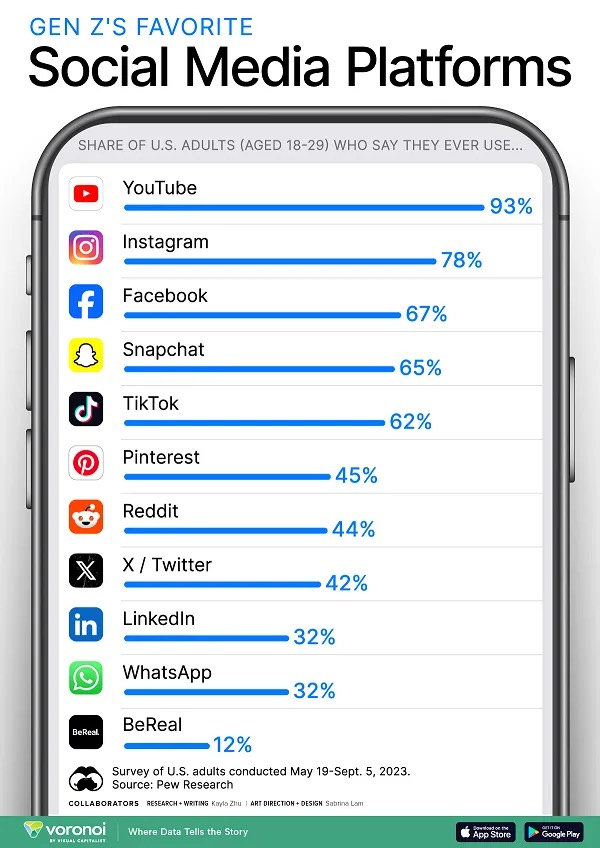 GEN Z'S FAVORITE
Social Media Platforms
SHARE OF U.S. ADULTS (AGED 18-29) WHO SAY THEY EVER USE...
YouTube
93%
Instagram
78%
Facebook
67%
Snapchat
65%
TikTok
62%
Pinterest
45%
Reddit
44%
X / Twitter
42%
LinkedIn
32%
WhatsApp
32%
BeReal.
BeReal
12%
Survey of U.S. adults conducted May 19-Sept. 5, 2023.
Source: Pew Research
COLLABORATORS RESEARCH + WRITING Kayla Zhu | ART DIRECTION + DESIGN Sabrina Lam
voronoi
BY VISUAL CAPITALIST
Where Data Tells the Story
Download on the
App Store
GET IT ON
Google Play